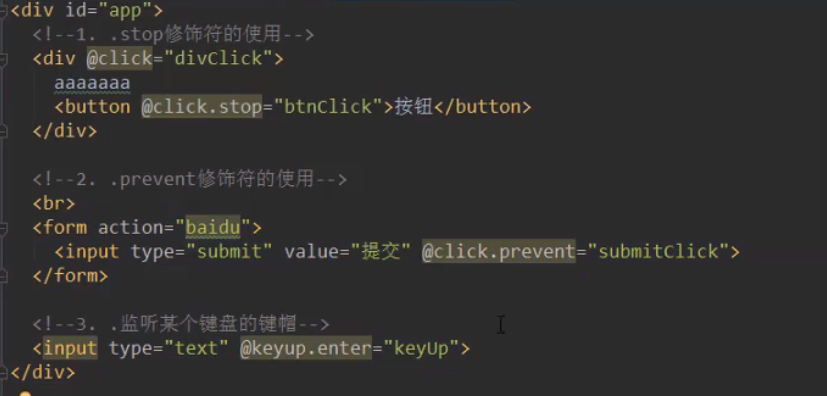 <div id="app">
<!--1. .stop修饰符的使用-->
<div @click="divClick">
aaaaaaa
<button @click.stop="btnClick">按钮</button>
</div>
<!--2. .prevent修饰符的使用-->
<br>
<form action="baidu">
<input type="submit" value="提交" @click.prevent="submitClick">
</form>
<!--3. .监听某个键盘的键帽-->
<input type="text" @keyup.enter="keyUp">
</div>